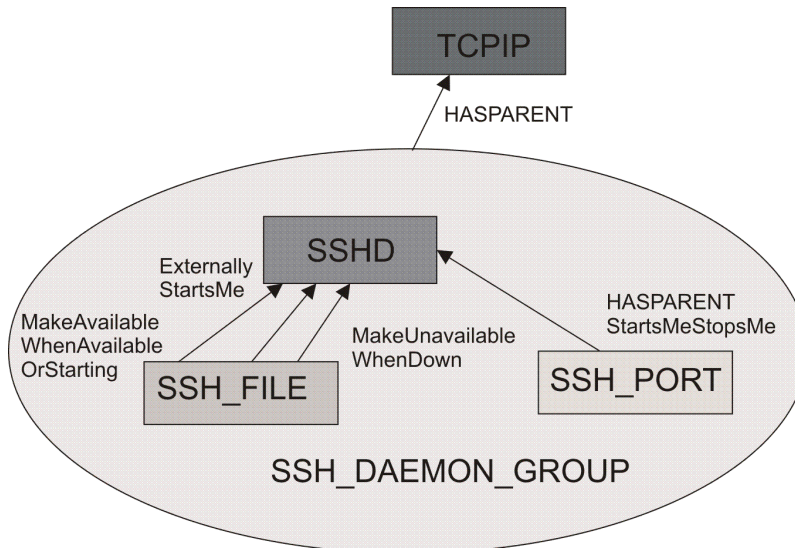 TCPIP
HASPARENT
SSHD
Externally
StartsMe
MakeAvailable
WhenAvailable
OrStarting
MakeUnavailable
WhenDown
HASPARENT
StartsMeStopsMe
SSH_FILE
SSH_PORT
SSH_DAEMON_GROUP